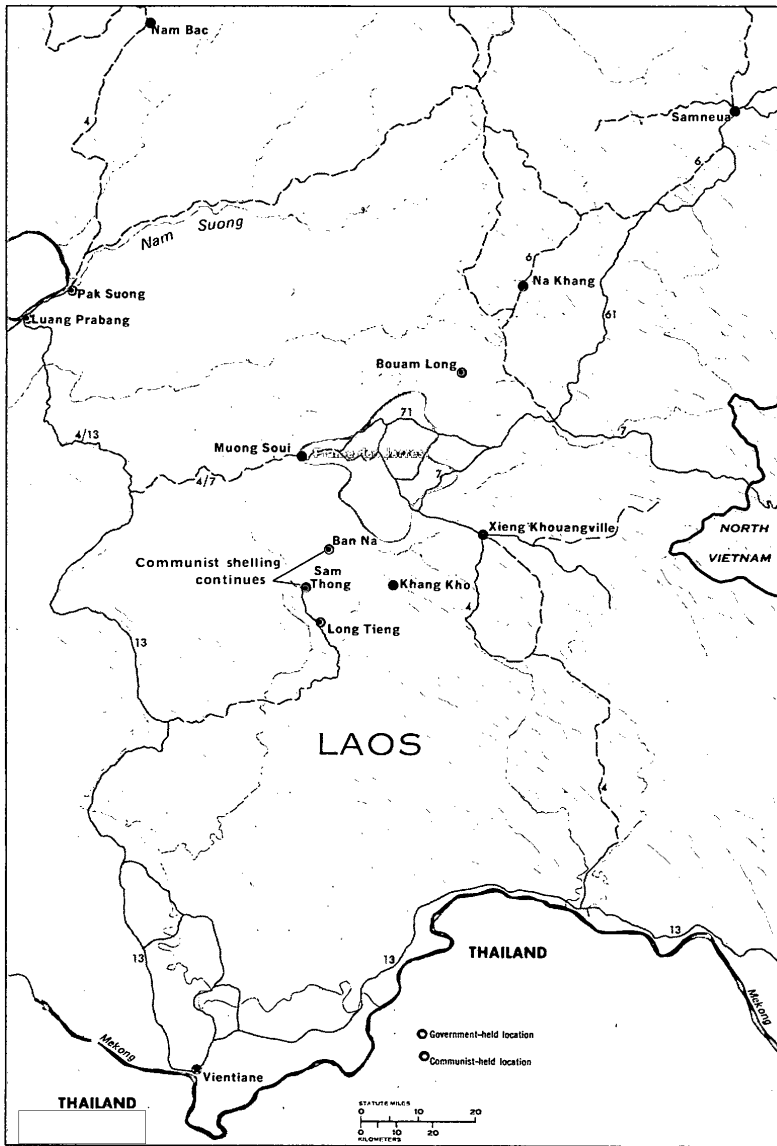 Nam Bac
Samneua
4
6
Nam Suong
6
Na Khang
Pak Suong
Luang Prabang
61
Bouam Long
71
4/13
7
Muong Soui
4/7
7
Xieng Khouangville
NORTH
VIETNAM
Ban Na
Communist shelling
continues
Sam
Thong
Khang Kho
4
Long Tieng
13
LAOS
4
13
THAILAND
13
13
Mekong
Government-held location
Communist-held location
Mekong
Vientiane
THAILAND
STATUTE MILES
0 10 20
0 10 20
KILOMETERS